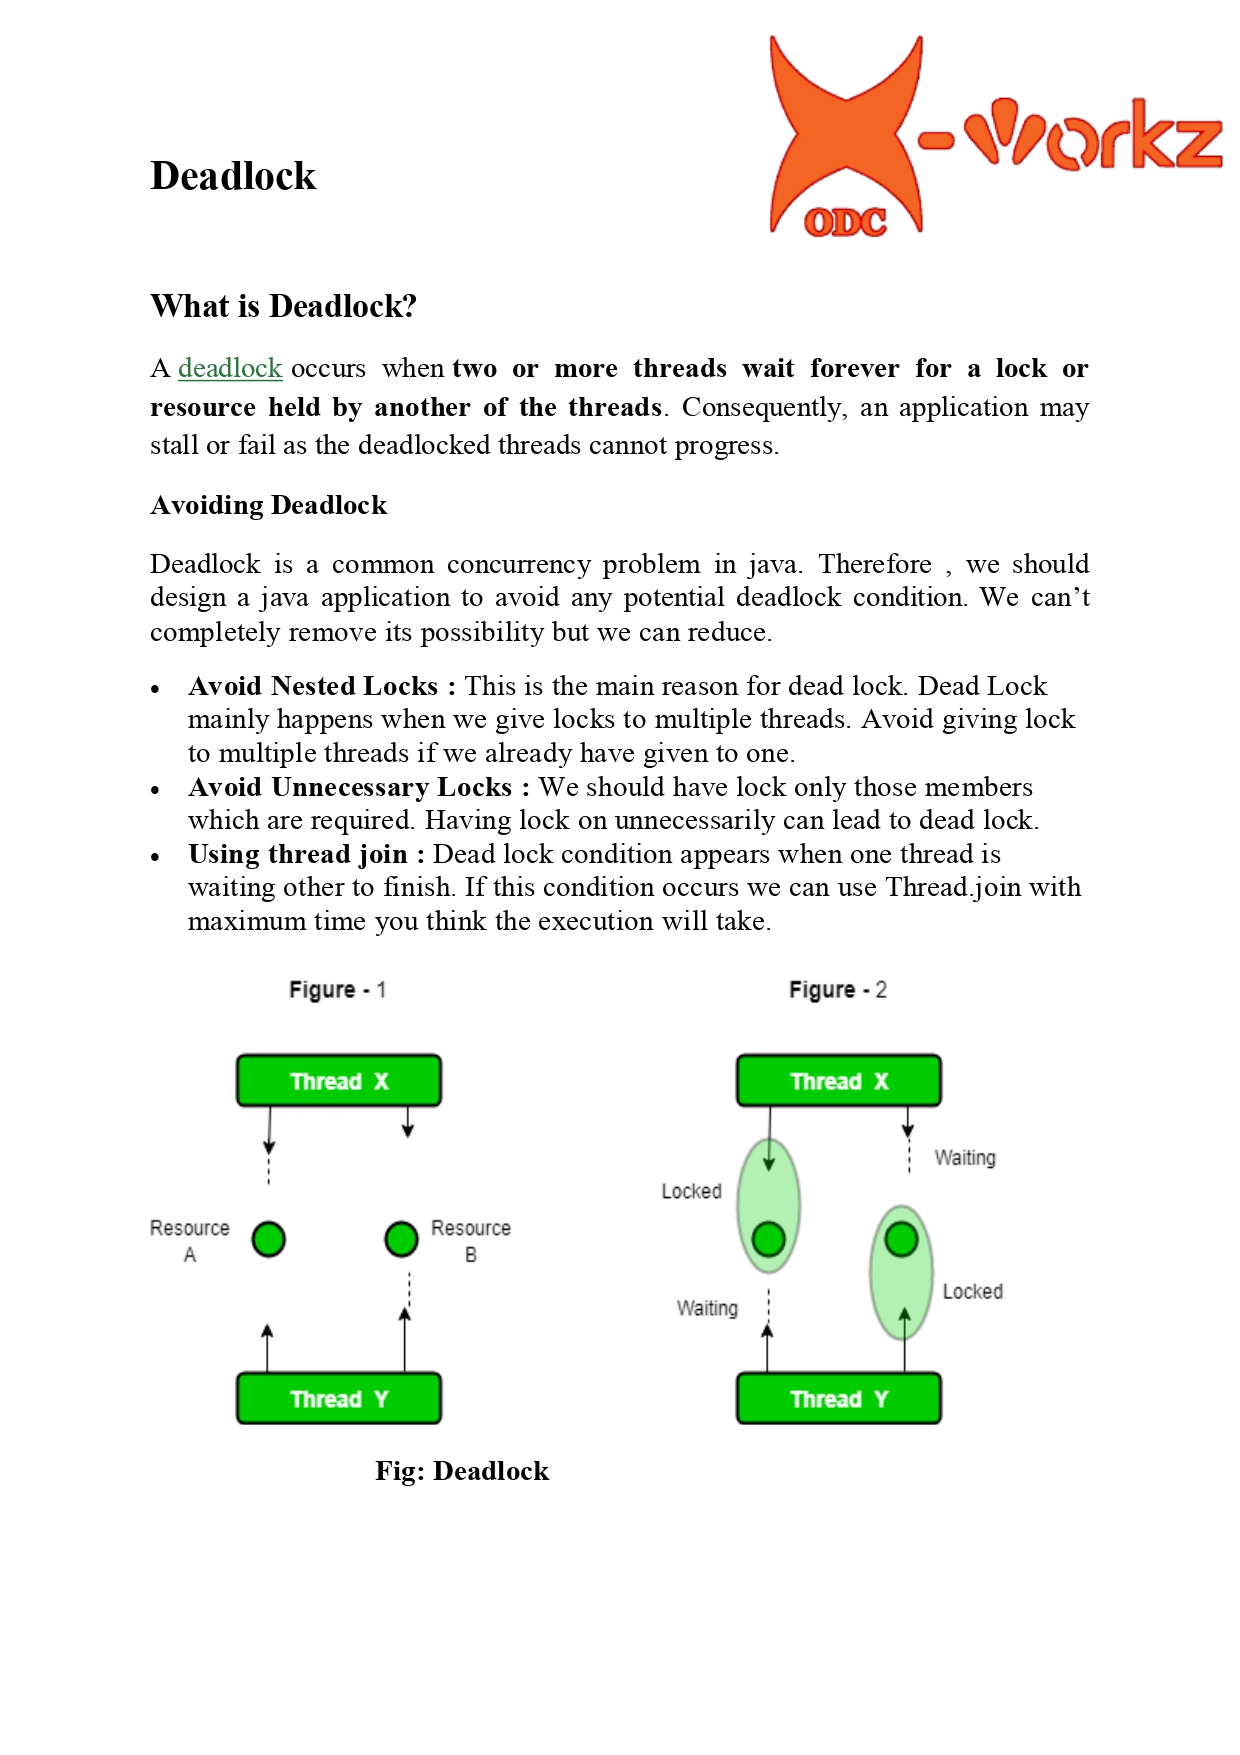 X-workz
ODC
Deadlock
What is Deadlock?
A deadlock occurs when two or more threads wait forever for a lock or
resource held by another of the threads. Consequently, an application may
stall or fail as the deadlocked threads cannot progress.
Avoiding Deadlock
Deadlock is a common concurrency problem in java. Therefore , we should
design a java application to avoid any potential deadlock condition. We can’t
completely remove its possibility but we can reduce.
• Avoid Nested Locks : This is the main reason for dead lock. Dead Lock
mainly happens when we give locks to multiple threads. Avoid giving lock
to multiple threads if we already have given to one.
• Avoid Unnecessary Locks : We should have lock only those members
which are required. Having lock on unnecessarily can lead to dead lock.
• Using thread join : Dead lock condition appears when one thread is
waiting other to finish. If this condition occurs we can use Thread.join with
maximum time you think the execution will take.
Figure - 1
Thread X
Resource
A
Resource
B
Thread Y
Figure - 2
Thread X
Waiting
Locked
Locked
Waiting
Thread Y
Fig: Deadlock